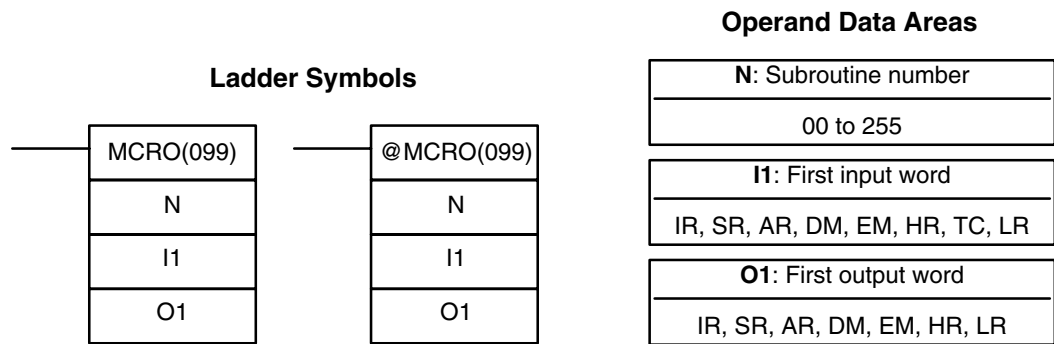 Ladder Symbols
MCRO(099)
N
I1
O1
@MCRO(099)
N
I1
O1
Operand Data Areas
N: Subroutine number
00 to 255
I1: First input word
IR, SR, AR, DM, EM, HR, TC, LR
O1: First output word
IR, SR, AR, DM, EM, HR, LR